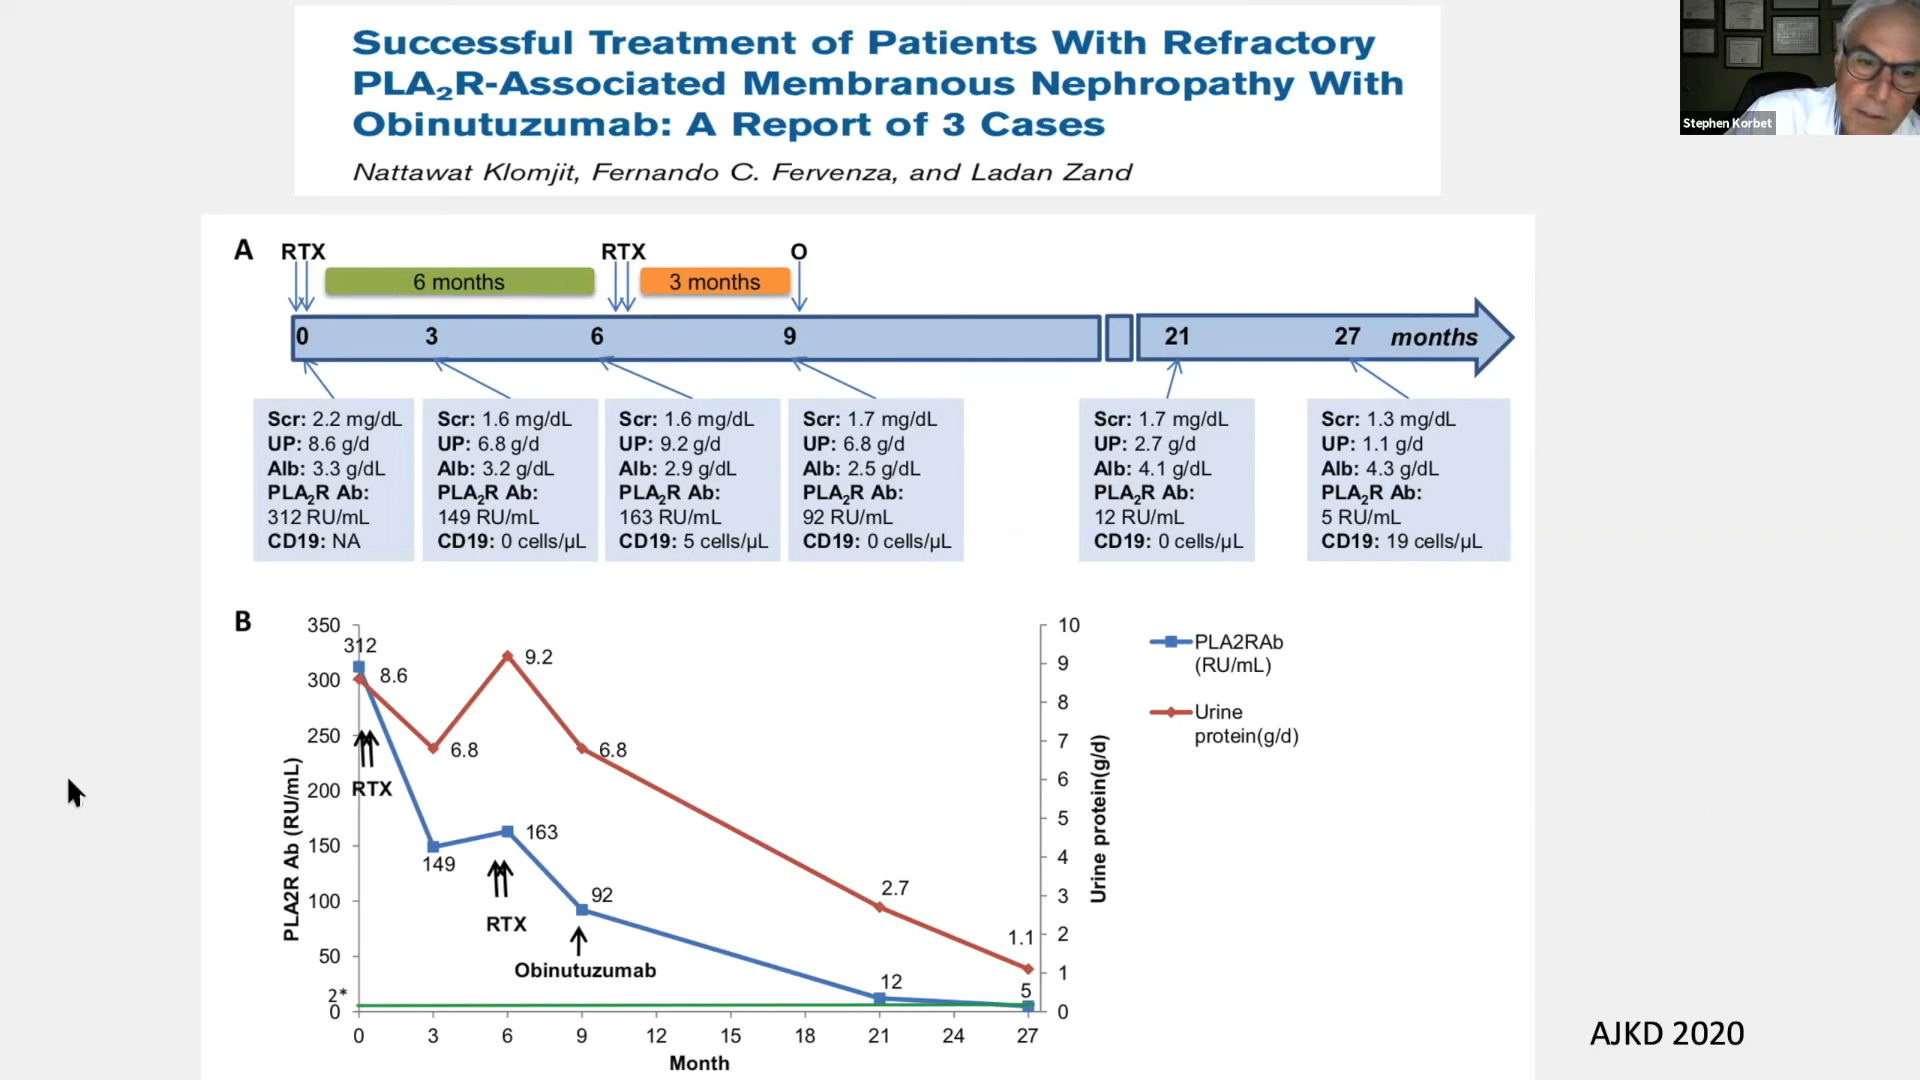 Successful Treatment of Patients With Refractory
PLA₂R-Associated Membranous Nephropathy With
Obinutuzumab: A Report of 3 Cases
Nattawat Klomjit, Fernando C. Fervenza, and Ladan Zand
Stephen Korbet
A
RTX
RTX
O
6 months
3 months
0 3 6 9 21 27 months
Scr: 2.2 mg/dL
UP: 8.6 g/d
Alb: 3.3 g/dL
PLA₂R Ab:
312 RU/mL
CD19: NA
Scr: 1.6 mg/dL
UP: 6.8 g/d
Alb: 3.2 g/dL
PLA₂R Ab:
149 RU/mL
CD19: 0 cells/µL
Scr: 1.6 mg/dL
UP: 9.2 g/d
Alb: 2.9 g/dL
PLA₂R Ab:
163 RU/mL
CD19: 5 cells/µL
Scr: 1.7 mg/dL
UP: 6.8 g/d
Alb: 2.5 g/dL
PLA₂R Ab:
92 RU/mL
CD19: 0 cells/µL
Scr: 1.7 mg/dL
UP: 2.7 g/d
Alb: 4.1 g/dL
PLA₂R Ab:
12 RU/mL
CD19: 0 cells/µL
Scr: 1.3 mg/dL
UP: 1.1 g/d
Alb: 4.3 g/dL
PLA₂R Ab:
5 RU/mL
CD19: 19 cells/µL
B
PLA2R Ab (RU/mL)
350
300
250
200
150
100
50
2*
0
312
8.6
6.8
9.2
6.8
2.7
1.1
149
163
92
12
5
RTX
RTX
Obinutuzumab
10
9
8
7
6
5
4
3
2
1
0
Urine protein(g/d)
0 3 6 9 12 15 18 21 24 27
Month
PLA2RAb
(RU/mL)
Urine
protein(g/d)
AJKD 2020